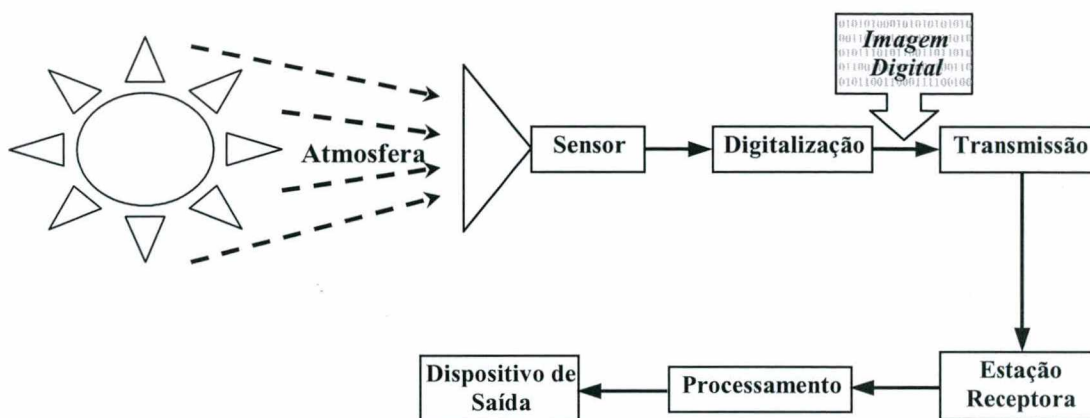 Imagem
Digital
Atmosfera
Sensor
Digitalização
Transmissão
Estação
Receptora
Processamento
Dispositivo de
Saída